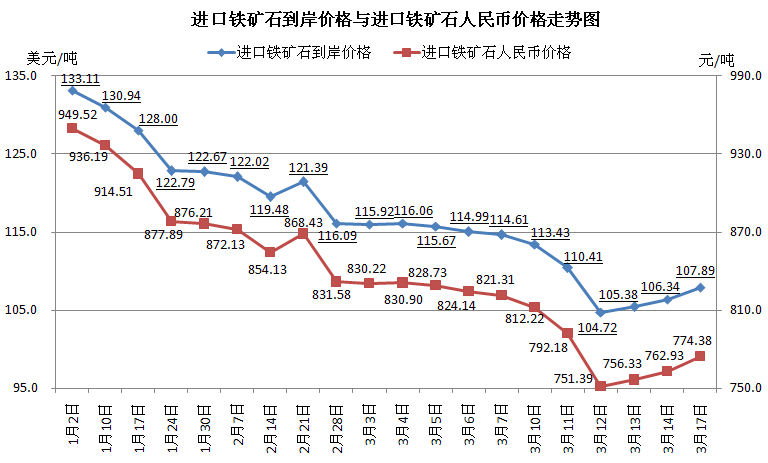 进口铁矿石到岸价格与进口铁矿石人民币价格走势图
美元/吨
进口铁矿石到岸价格
进口铁矿石人民币价格
元/吨
135.0
125.0
115.0
105.0
95.0
990.0
930.0
870.0
810.0
750.0
133.11
130.94
128.00
122.79
122.67
122.02
119.48
121.39
116.09
115.92
116.06
115.67
114.99
114.61
113.43
110.41
104.72
105.38
106.34
107.89
949.52
936.19
914.51
877.89
876.21
872.13
854.13
868.43
831.58
830.22
830.90
828.73
824.14
821.31
812.22
792.18
751.39
756.33
762.93
774.38
1月2日
1月10日
1月17日
1月24日
1月30日
2月7日
2月14日
2月21日
2月28日
3月3日
3月4日
3月5日
3月6日
3月7日
3月10日
3月11日
3月12日
3月13日
3月14日
3月17日